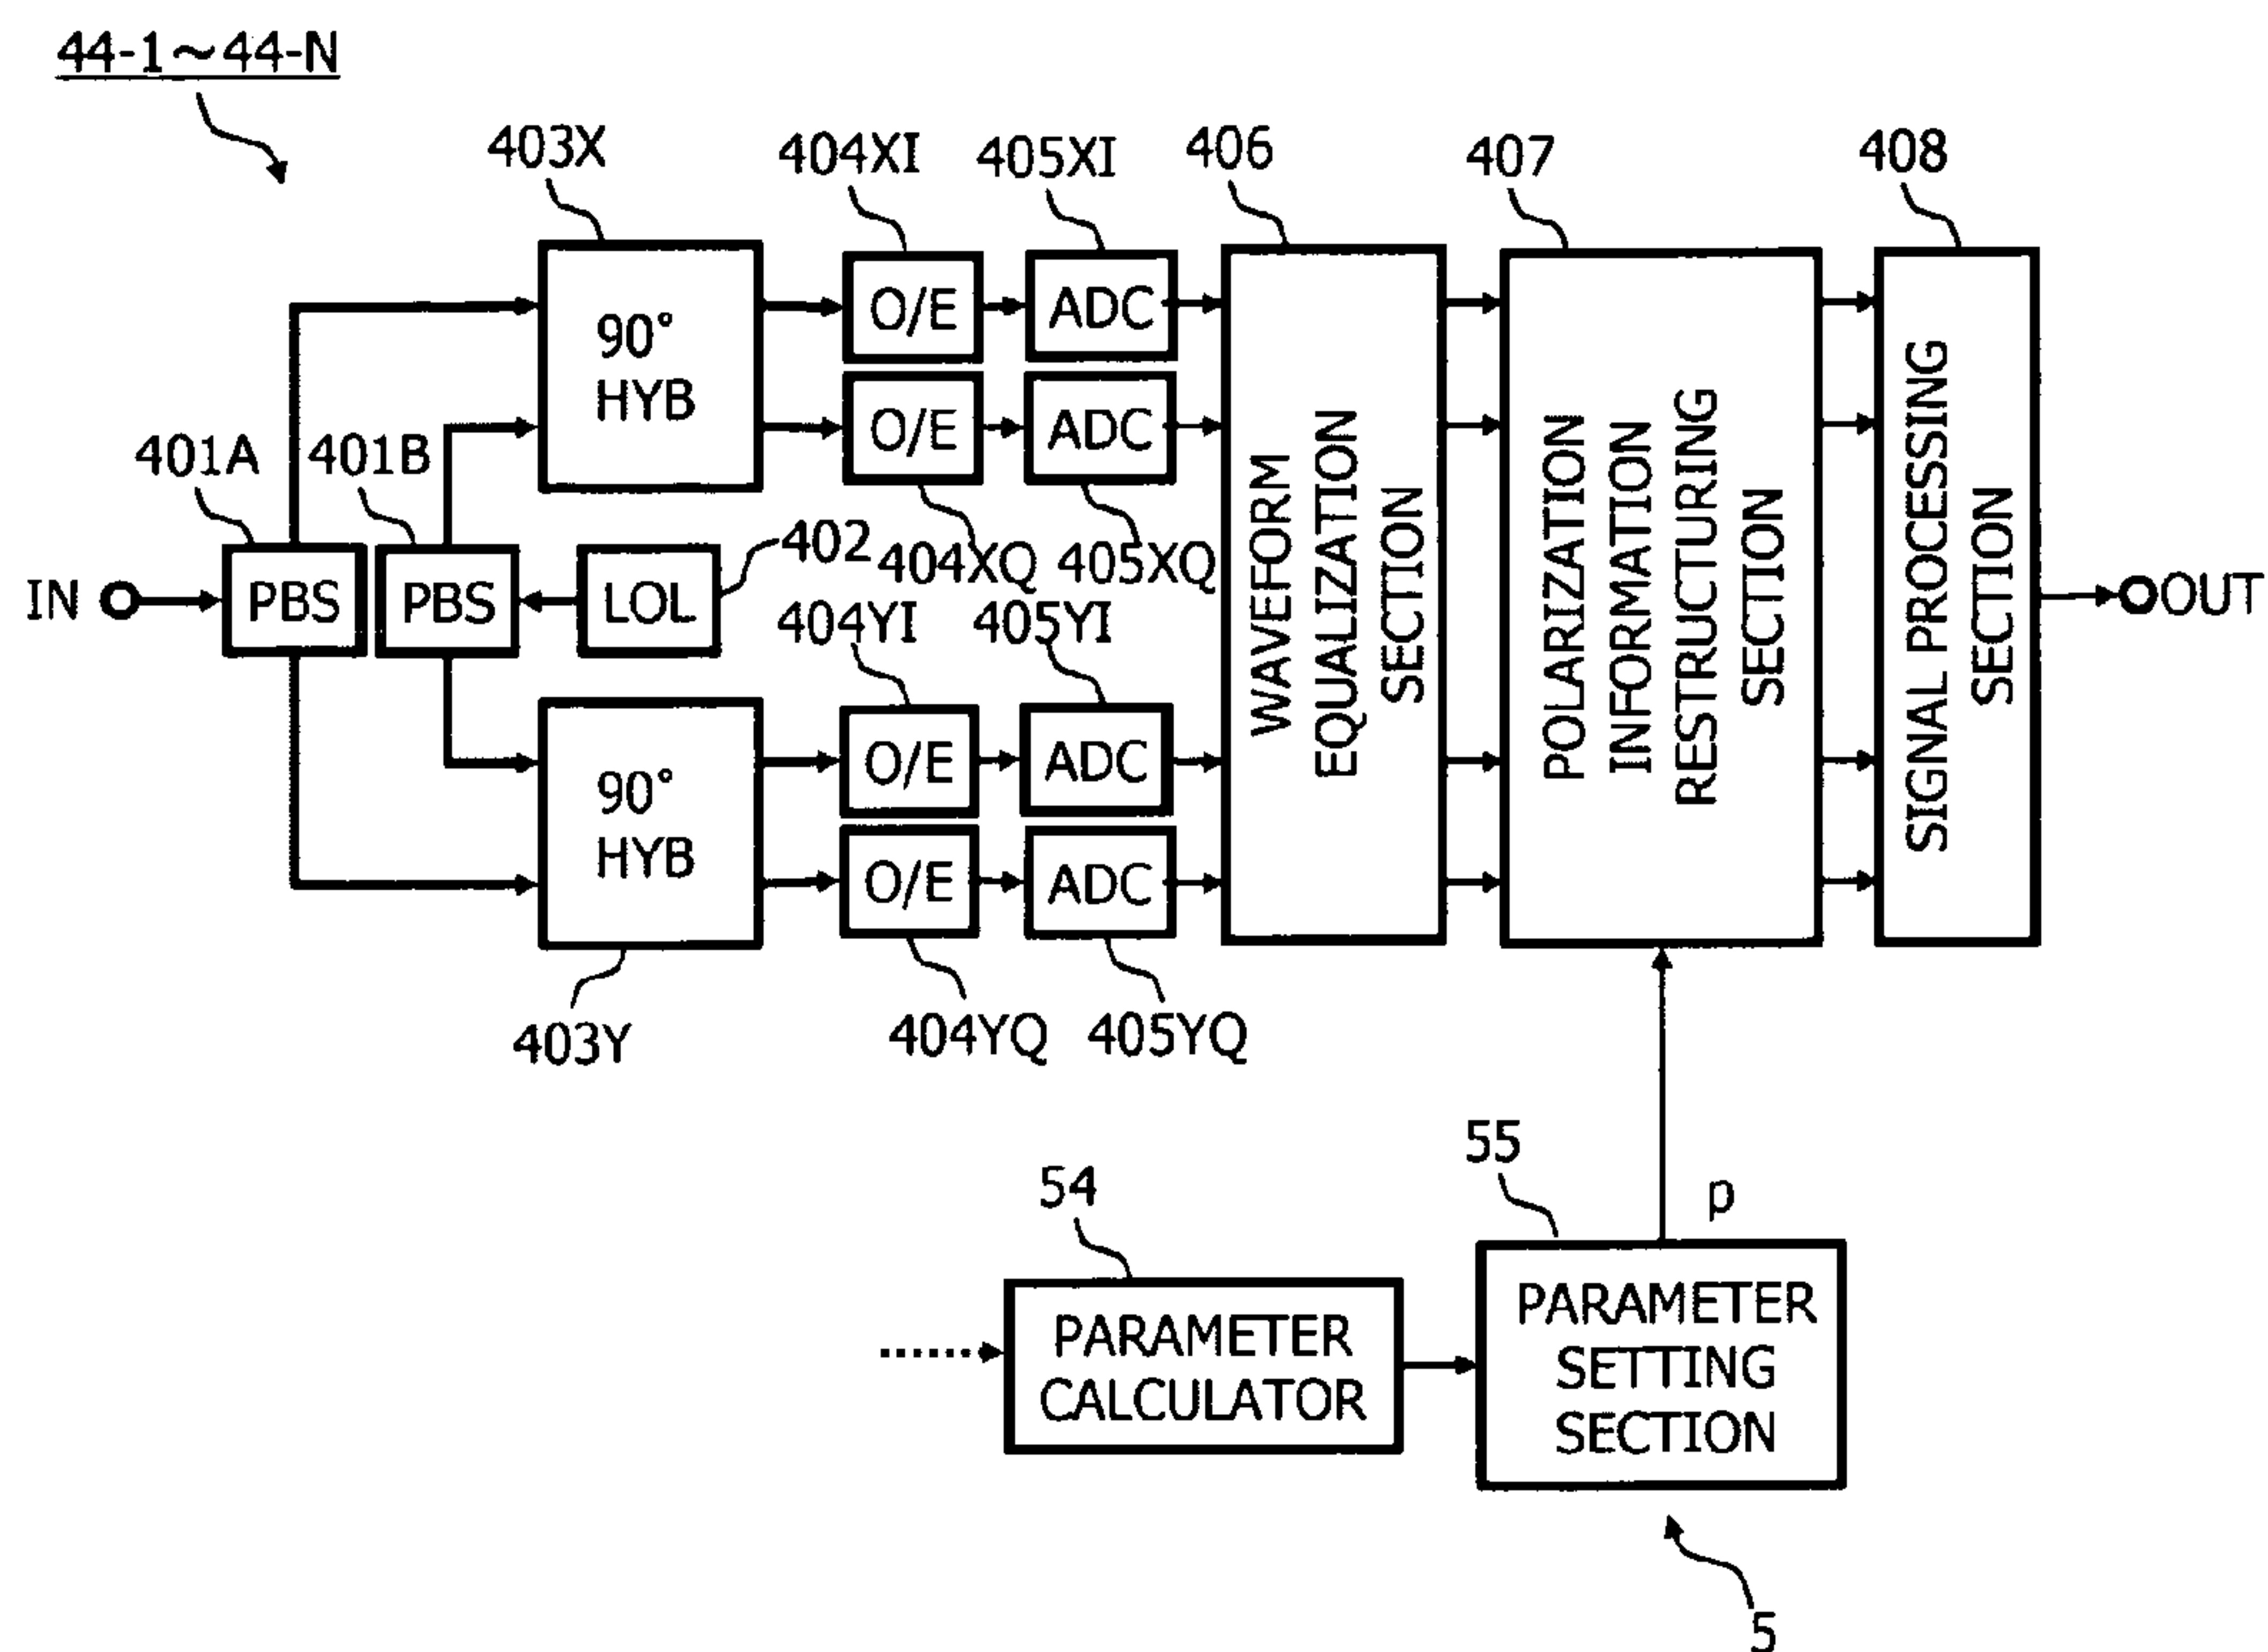 44-1~44-N
403X
404XI
405XI
406
407
408
90°
HYB
O/E
ADC
O/E
ADC
401A
401B
404XQ
405XQ
IN
PBS
PBS
LOL
402
404YI
405YI
90°
HYB
O/E
ADC
O/E
ADC
403Y
404YQ
405YQ
WAVEFORM
EQUALIZATION
SECTION
POLARIZATION
INFORMATION
RESTRUCTURING
SECTION
SIGNAL PROCESSING
SECTION
OUT
54
55
p
PARAMETER
CALCULATOR
PARAMETER
SETTING
SECTION
5